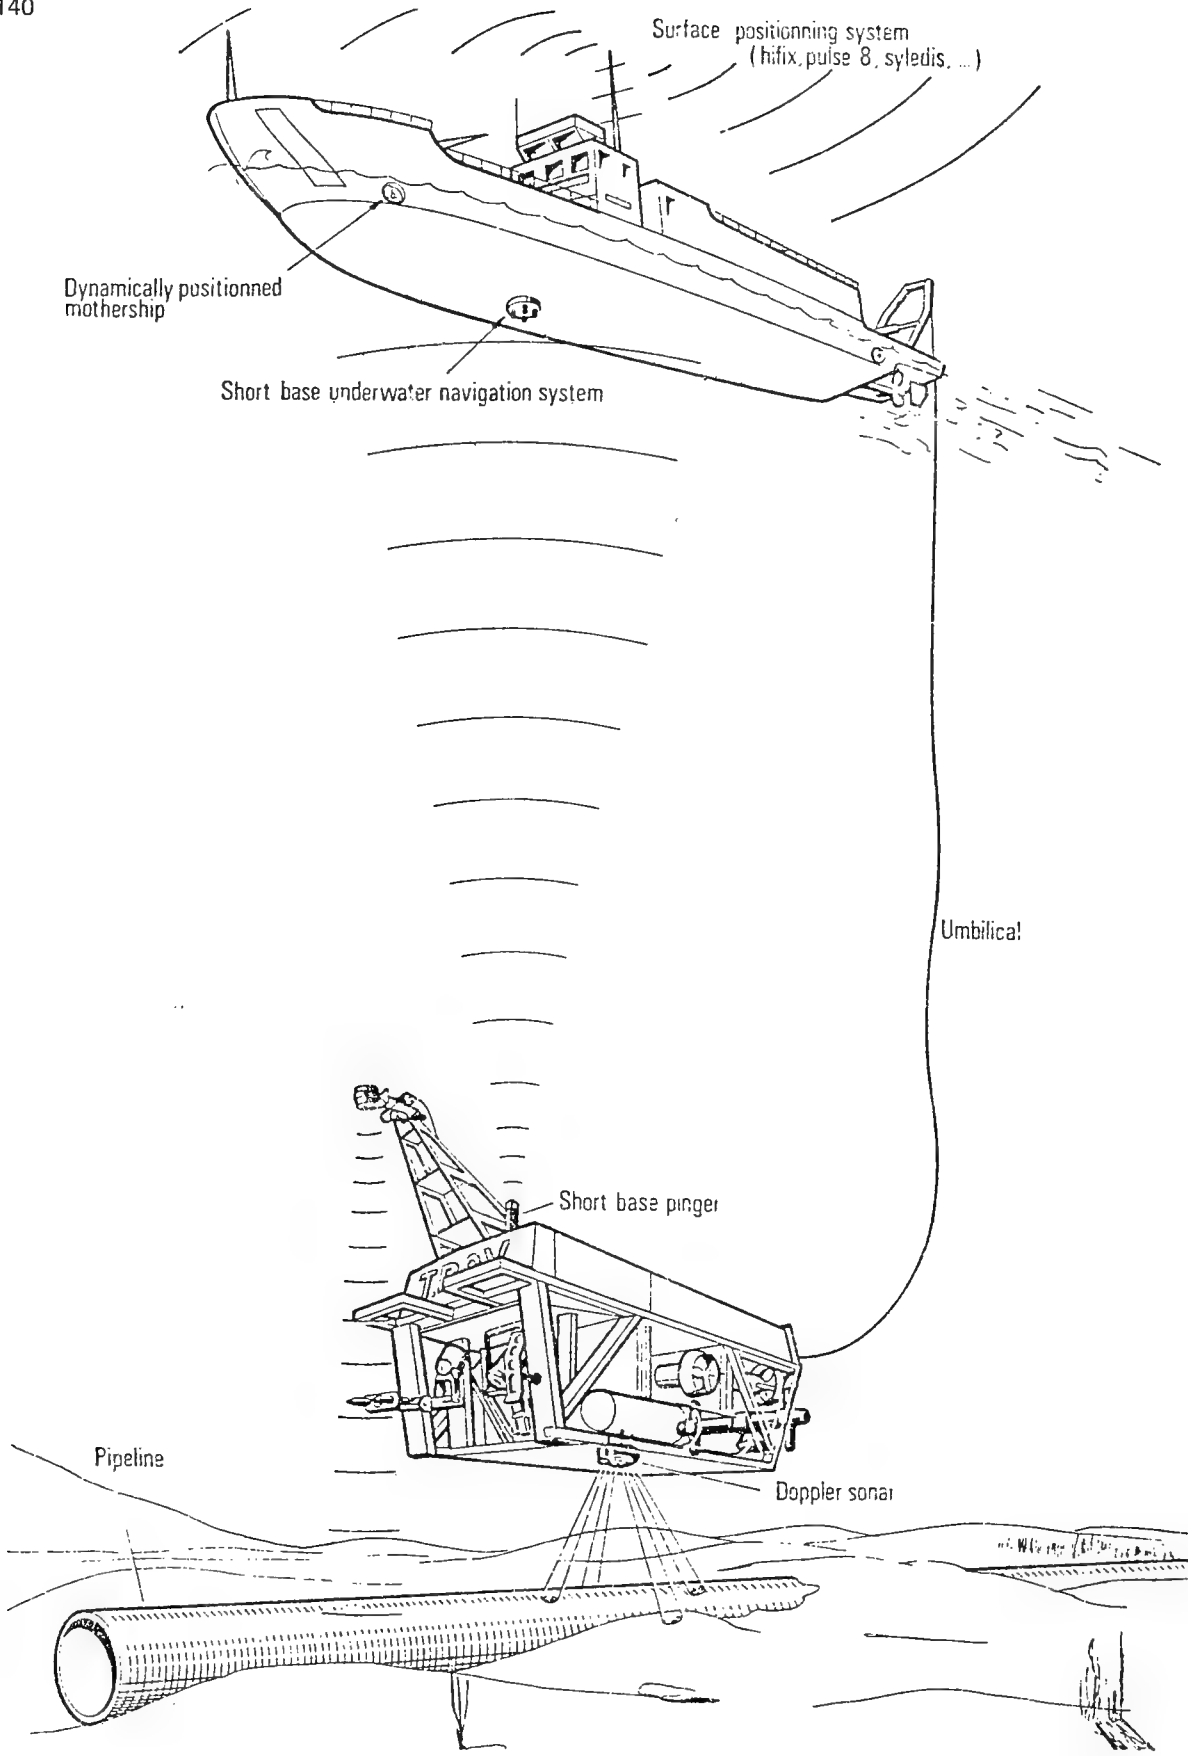 140
Surface positionning system
(hifix, pulse 8, syledis, ...)
Dynamically positionned
mothership
Short base underwater navigation system
Umbilical
Short base pinger
Pipeline
Doppler sonar